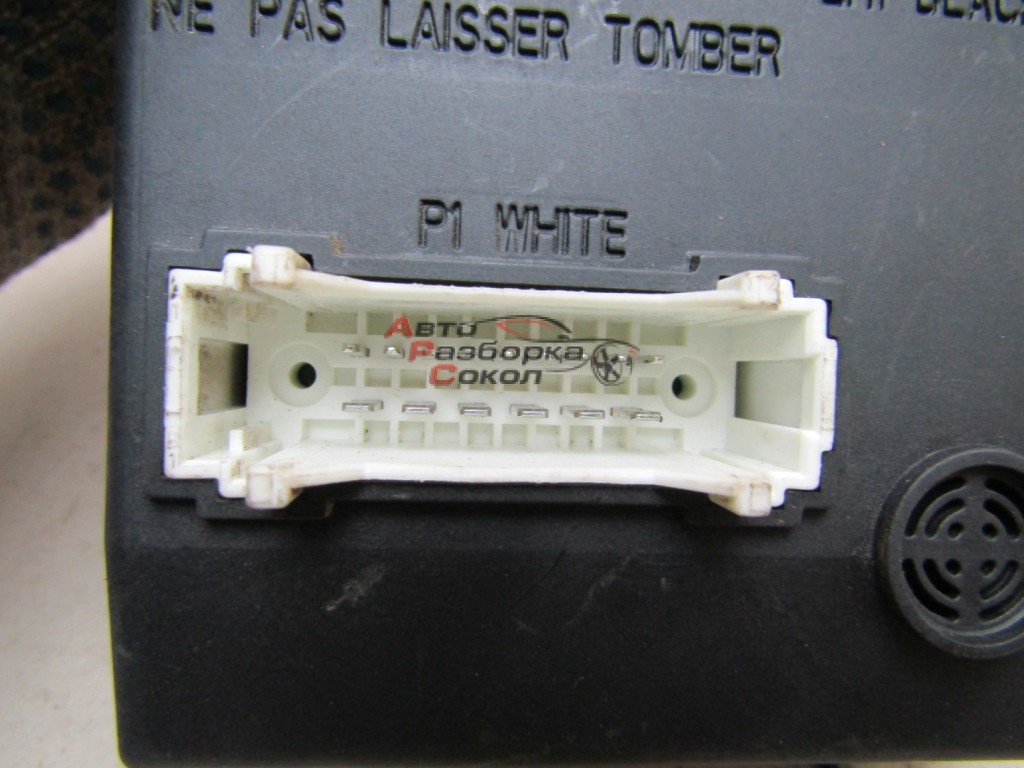 NE PAS LAISSER TOMBER
P1 WHITE
Авто
Разборка
Сокол